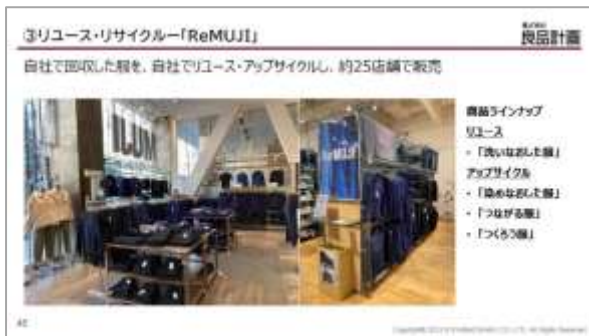 ③リユース・リサイクル－「ReMUJI」
株式会社
良品計画
自社で回収した服を、自社でリユース・アップサイクルし、約25店舗で販売
ReMUJI
商品ラインナップ
リユース
・「洗いなおした服」
アップサイクル
・「染めなおした服」
・「つながる服」
・「つくろう服」